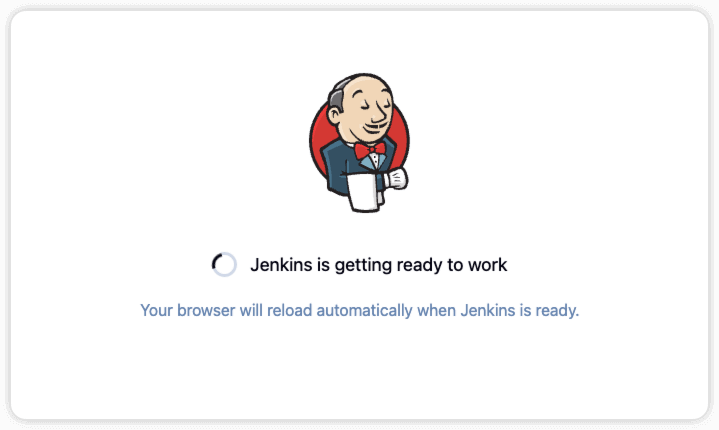 Jenkins is getting ready to work
Your browser will reload automatically when Jenkins is ready.